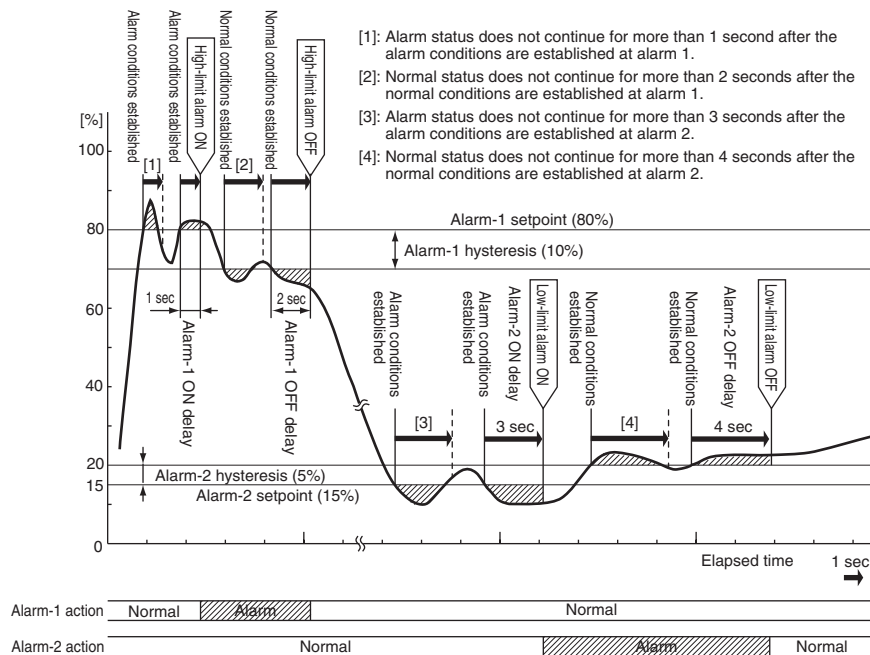 Alarm conditions established
Alarm conditions established
High-limit alarm ON
Normal conditions established
Normal conditions established
High-limit alarm OFF
[1]: Alarm status does not continue for more than 1 second after the
alarm conditions are established at alarm 1.
[2]: Normal status does not continue for more than 2 seconds after the
normal conditions are established at alarm 1.
[3]: Alarm status does not continue for more than 3 seconds after the
alarm conditions are established at alarm 2.
[4]: Normal status does not continue for more than 4 seconds after the
normal conditions are established at alarm 2.
[%]
100
80
60
40
20
15
0
[1]
[2]
Alarm-1 setpoint (80%)
Alarm-1 hysteresis (10%)
1 sec
2 sec
Alarm-1 ON delay
Alarm-1 OFF delay
Alarm conditions
established
Alarm conditions
established
Alarm-2 ON delay
Low-limit alarm ON
Normal conditions
established
Normal conditions
established
Alarm-2 OFF delay
Low-limit alarm OFF
[3]
3 sec
[4]
4 sec
Alarm-2 hysteresis (5%)
Alarm-2 setpoint (15%)
Elapsed time
1 sec
Alarm-1 action
Normal
Alarm
Normal
Alarm-2 action
Normal
Alarm
Normal